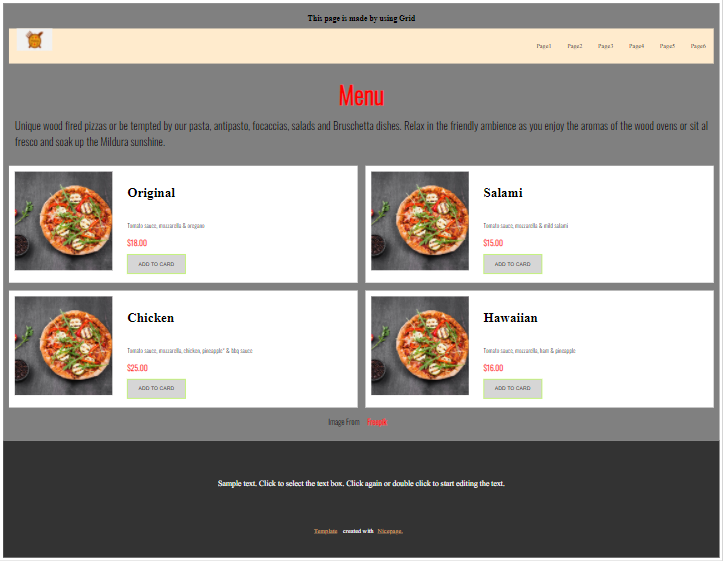 This page is made by using Grid
Page1 Page2 Page3 Page4 Page5 Page6
Menu
Unique wood fired pizzas or be tempted by our pasta, antipasto, focaccias, salads and Bruschetta dishes. Relax in the friendly ambience as you enjoy the aromas of the wood ovens or sit al
fresco and soak up the Mildura sunshine.
Original
Tomato sauce, mozzarella & oregano
$18.00
ADD TO CARD
Salami
Tomato sauce, mozzarella & mild salami
$15.00
ADD TO CARD
Chicken
Tomato sauce, mozzarella, chicken, pineapple* & bbq sauce
$25.00
ADD TO CARD
Hawaiian
Tomato sauce, mozzarella, ham & pineapple
$16.00
ADD TO CARD
Image From Freepik
Sample text. Click to select the text box. Click again or double click to start editing the text.
Template created with Nicepage.